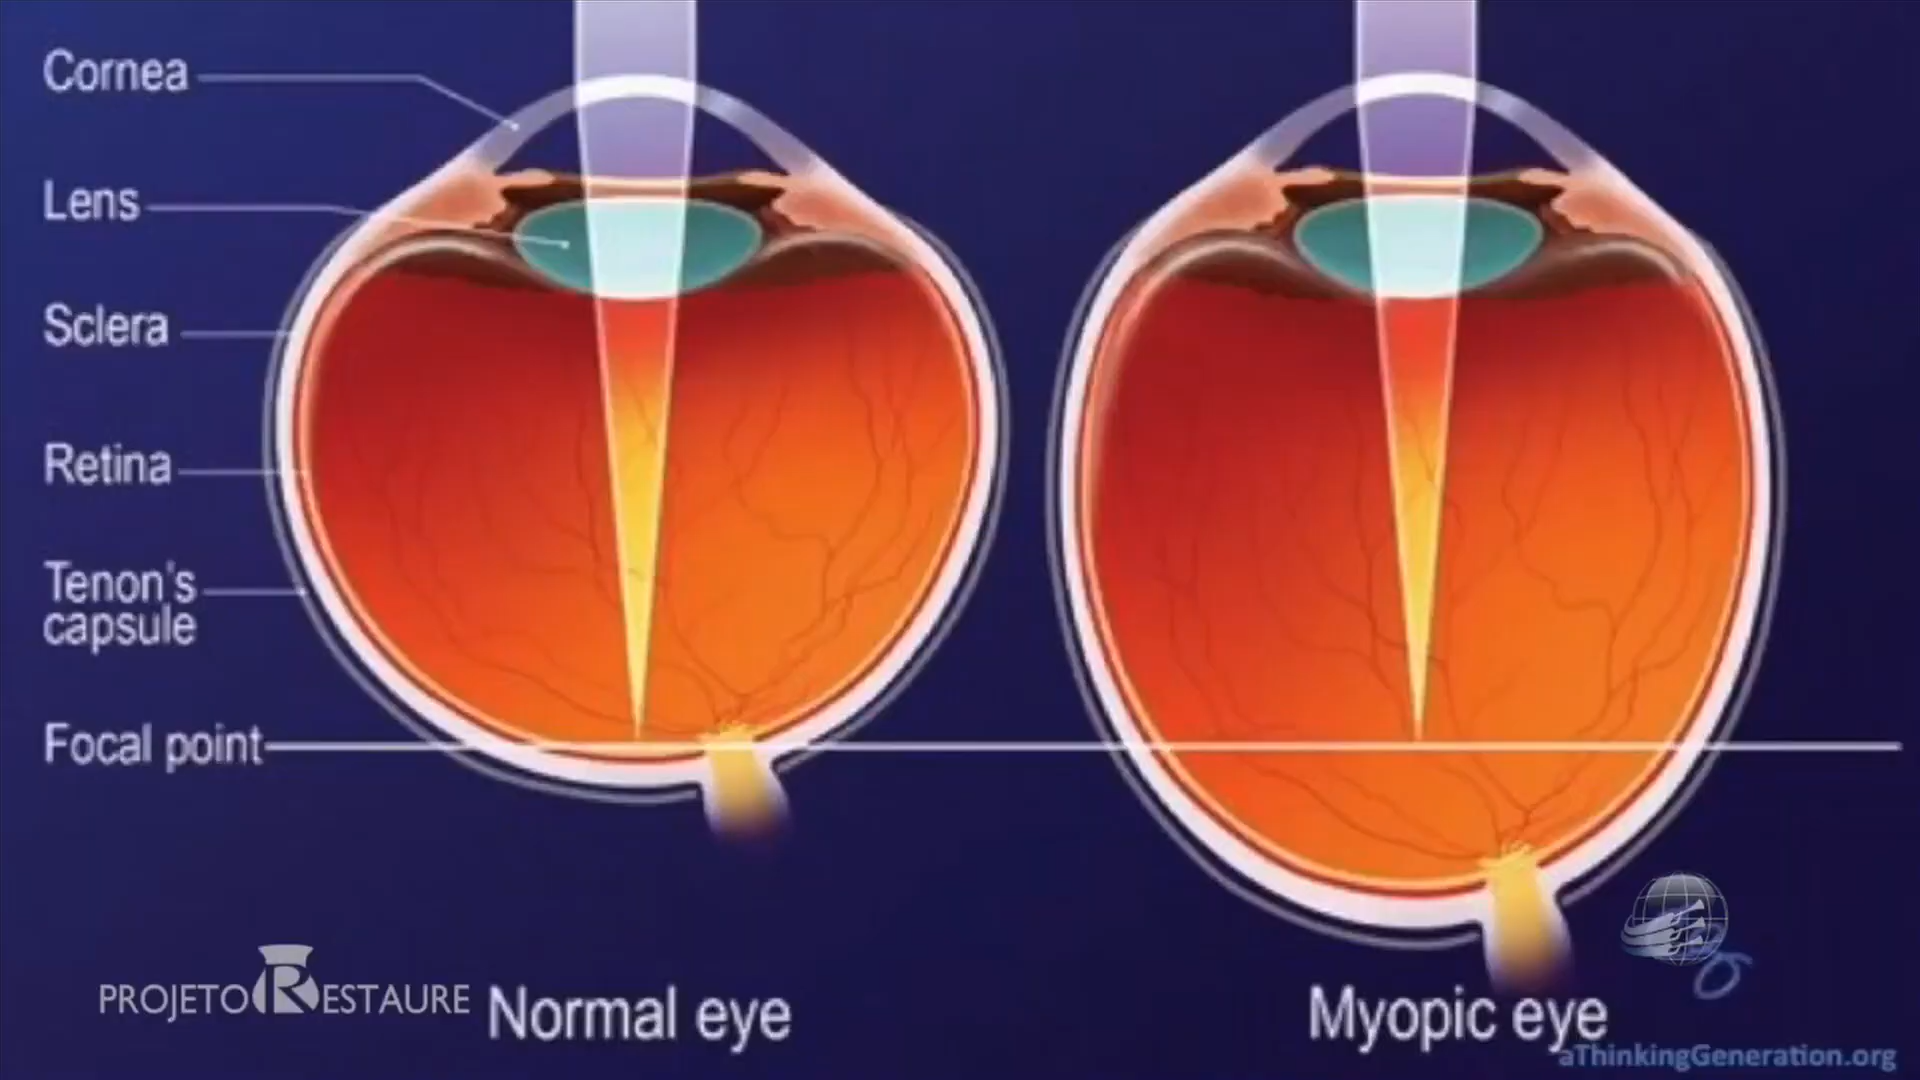 Cornea
Lens
Sclera
Retina
Tenon's
capsule
Focal point
PROJETO RESTAURE
Normal eye
Myopic eye
aThinkingGeneration.org